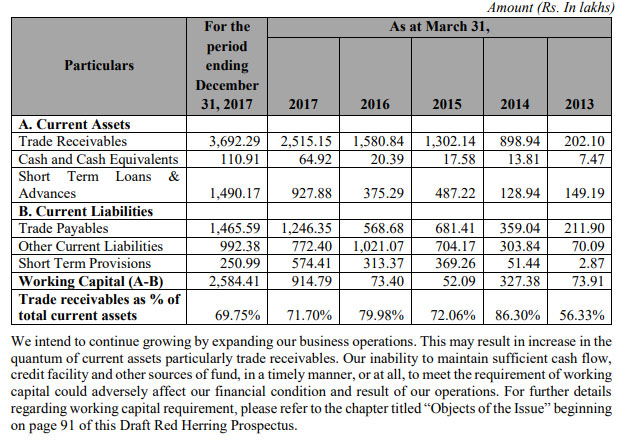 Amount (Rs. In lakhs)
Particulars For the period ending December 31, 2017 As at March 31,
2017 2016 2015 2014 2013
A. Current Assets
Trade Receivables 3,692.29 2,515.15 1,580.84 1,302.14 898.94 202.10
Cash and Cash Equivalents 110.91 64.92 20.39 17.58 13.81 7.47
Short Term Loans &
Advances 1,490.17 927.88 375.29 487.22 128.94 149.19
B. Current Liabilities
Trade Payables 1,465.59 1,246.35 568.68 681.41 359.04 211.90
Other Current Liabilities 992.38 772.40 1,021.07 704.17 303.84 70.09
Short Term Provisions 250.99 574.41 313.37 369.26 51.44 2.87
Working Capital (A-B) 2,584.41 914.79 73.40 52.09 327.38 73.91
Trade receivables as % of
total current assets 69.75% 71.70% 79.98% 72.06% 86.30% 56.33%
We intend to continue growing by expanding our business operations. This may result in increase in the
quantum of current assets particularly trade receivables. Our inability to maintain sufficient cash flow,
credit facility and other sources of fund, in a timely manner, or at all, to meet the requirement of working
capital could adversely affect our financial condition and result of our operations. For further details
regarding working capital requirement, please refer to the chapter titled “Objects of the Issue” beginning
on page 91 of this Draft Red Herring Prospectus.